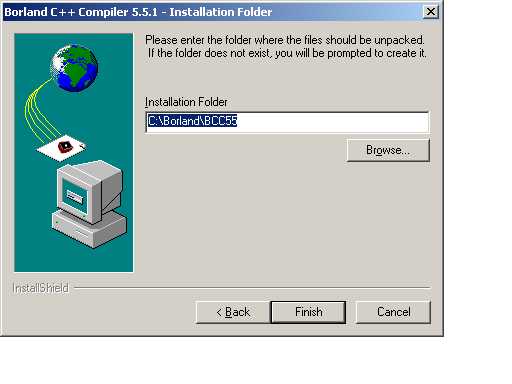 Borland C++ Compiler 5.5.1 - Installation Folder
Please enter the folder where the files should be unpacked.
If the folder does not exist, you will be prompted to create it.
Installation Folder
C:\Borland\BCC55
Browse...
InstallShield
< Back
Finish
Cancel